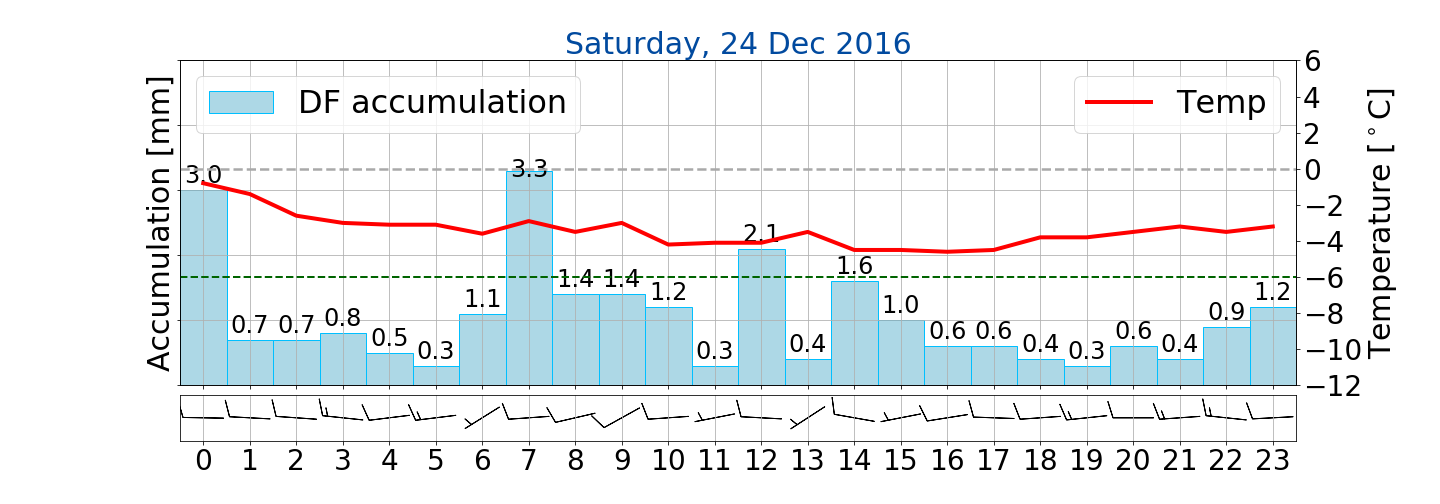 Saturday, 24 Dec 2016
DF accumulation
Temp
Accumulation [mm]
Temperature [°C]
6
4
2
0
−2
−4
−6
−8
−10
−12
3.0 0.7 0.7 0.8 0.5 0.3 1.1 3.3 1.4 1.4 1.2 0.3 2.1 0.4 1.6 1.0 0.6 0.6 0.4 0.3 0.6 0.4 0.9 1.2
0 1 2 3 4 5 6 7 8 9 10 11 12 13 14 15 16 17 18 19 20 21 22 23